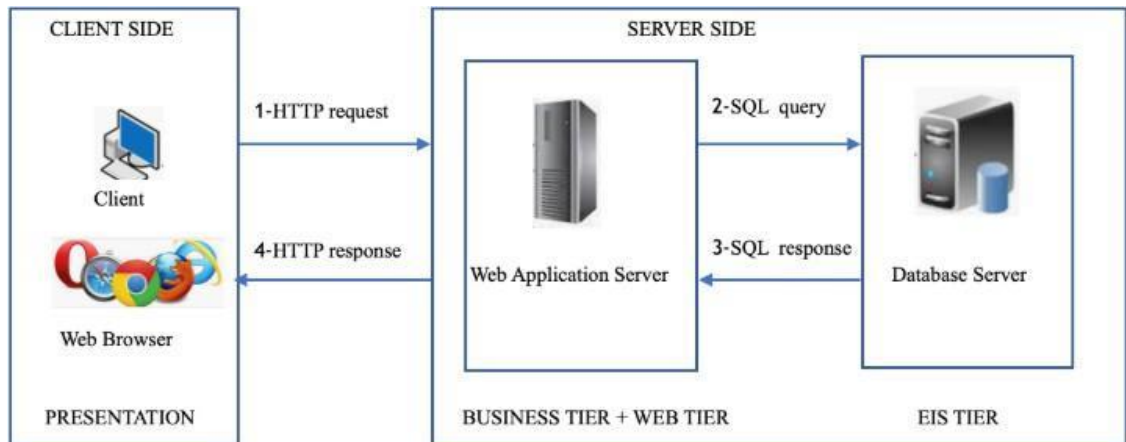 CLIENT SIDE
SERVER SIDE
1-HTTP request
2-SQL query
Client
4-HTTP response
3-SQL response
Web Application Server
Database Server
Web Browser
PRESENTATION
BUSINESS TIER + WEB TIER
EIS TIER